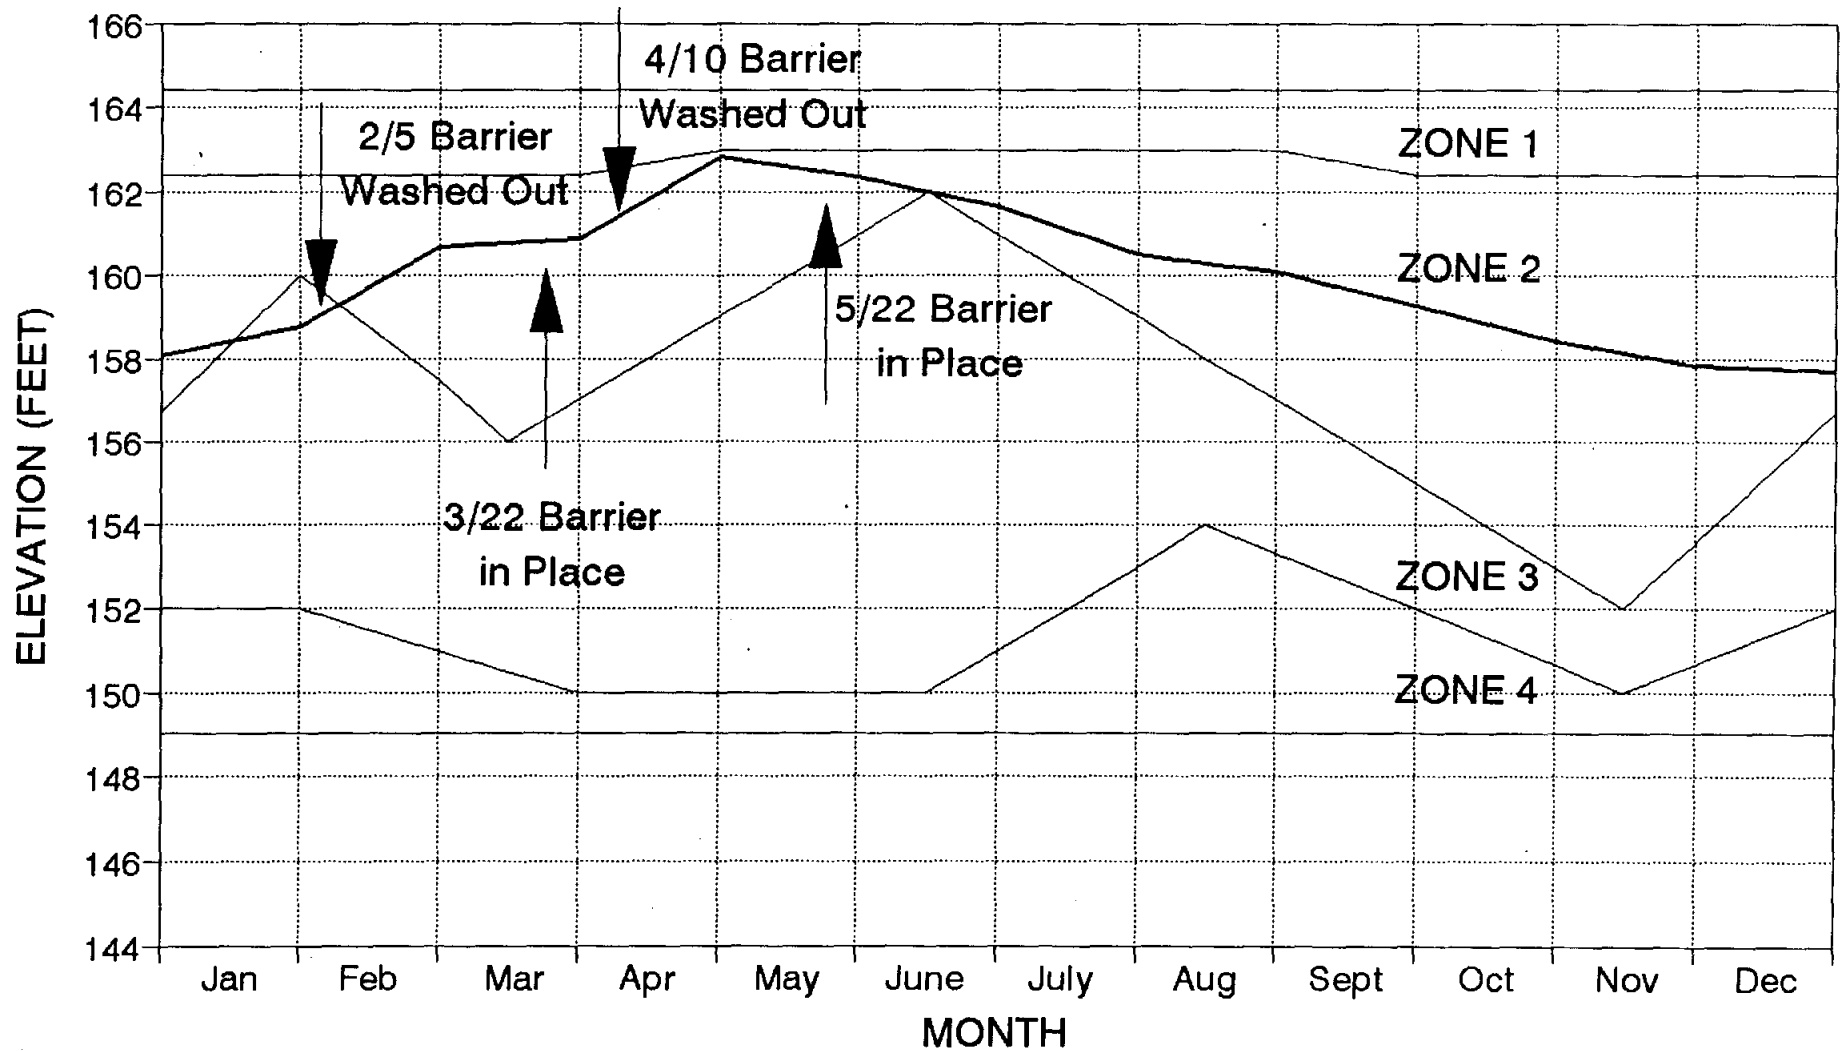 166
164
162
160
158
156
154
152
150
148
146
144
ELEVATION (FEET)
4/10 Barrier
Washed Out
2/5 Barrier
Washed Out
ZONE 1
ZONE 2
5/22 Barrier
in Place
3/22 Barrier
in Place
ZONE 3
ZONE 4
Jan Feb Mar Apr May June July Aug Sept Oct Nov Dec
MONTH